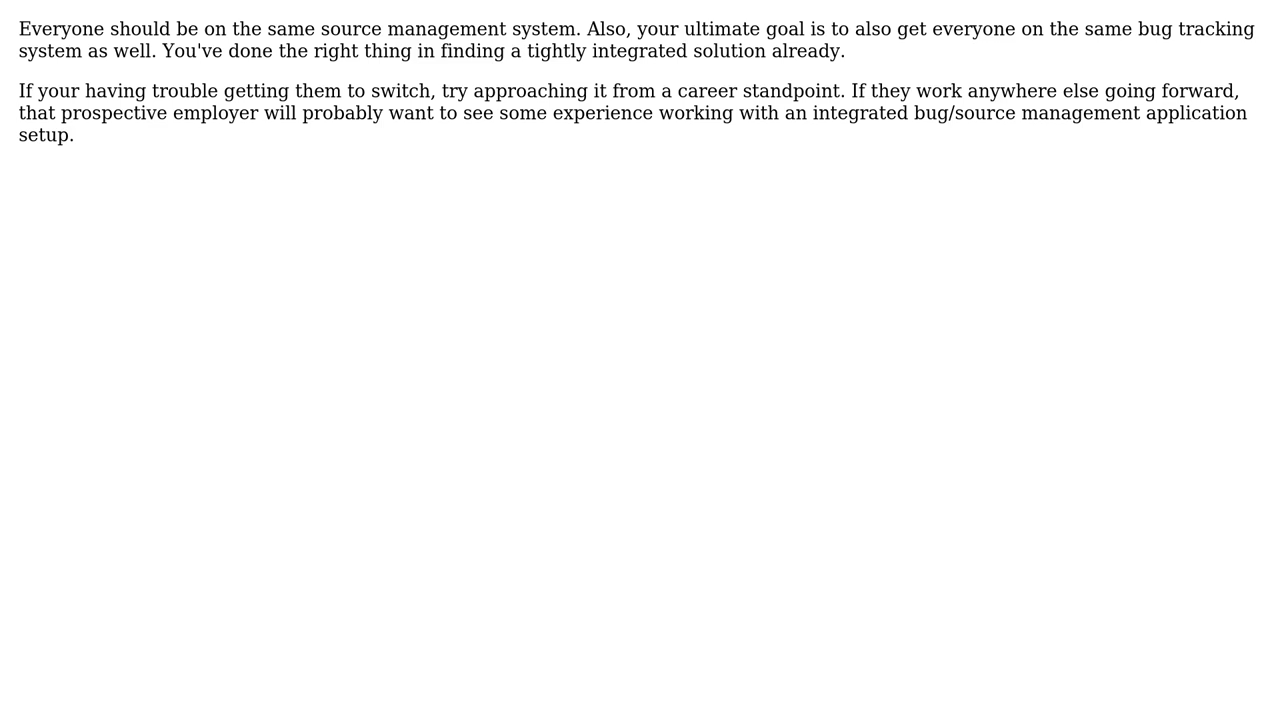 Everyone should be on the same source management system. Also, your ultimate goal is to also get everyone on the same bug tracking
system as well. You've done the right thing in finding a tightly integrated solution already.
If your having trouble getting them to switch, try approaching it from a career standpoint. If they work anywhere else going forward,
that prospective employer will probably want to see some experience working with an integrated bug/source management application
setup.